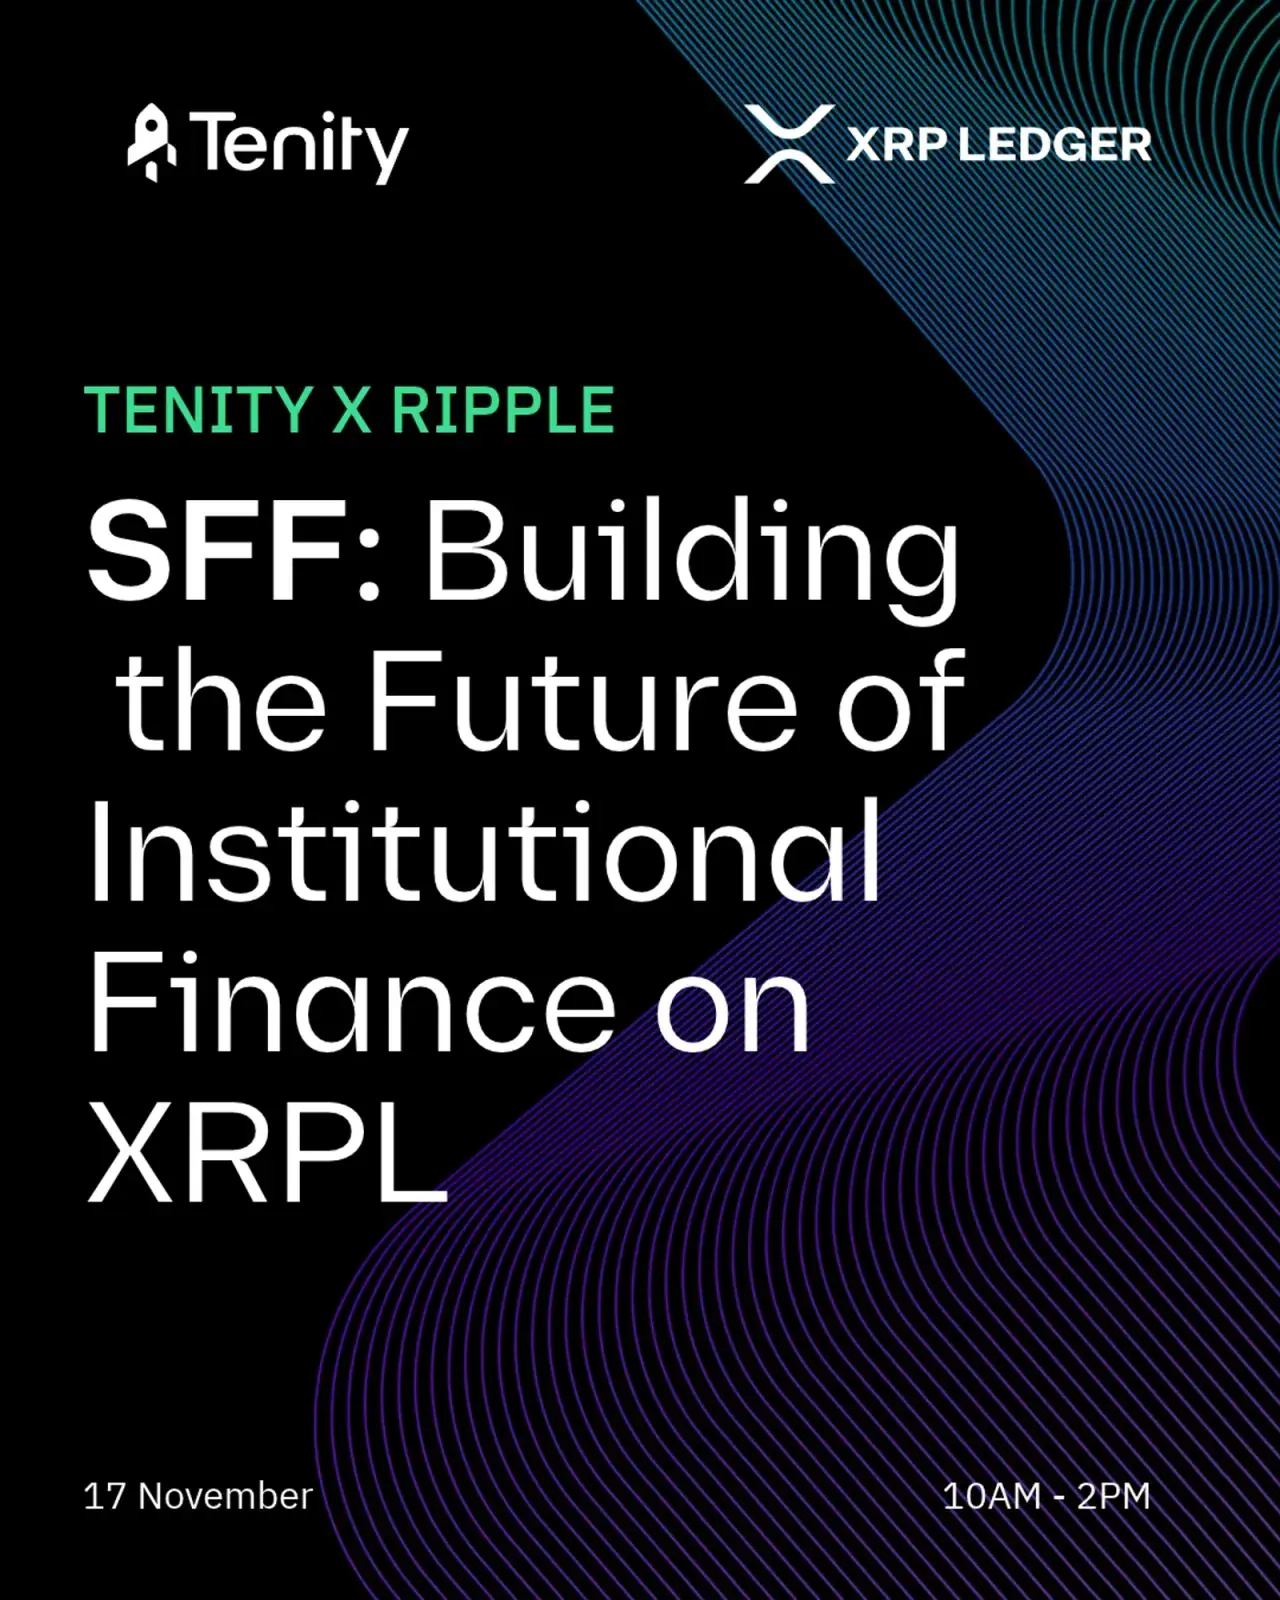 Tenity
XRP LEDGER
TENITY X RIPPLE
SFF: Building
the Future of
Institutional
Finance on
XRPL
17 November
10AM - 2PM